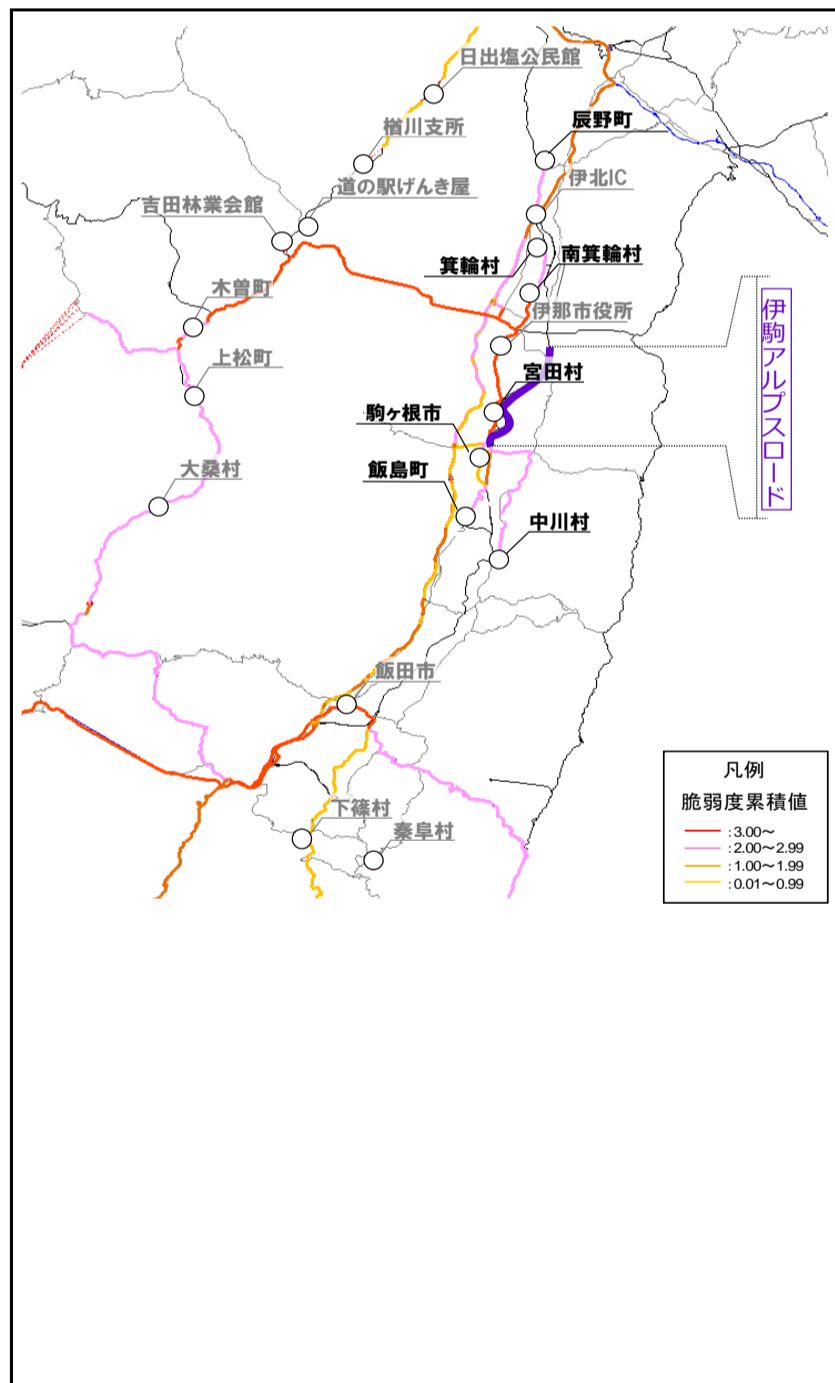 日出塩公民館
楢川支所
辰野町
道の駅げんき屋
伊北IC
吉田林業会館
箕輪村
南箕輪村
木曽町
伊那市役所
伊駒アルプスロード
上松町
宮田村
駒ヶ根市
飯島町
大桑村
中川村
飯田市
下篠村
秦阜村
凡例
脆弱度累積値
:3.00～
:2.00～2.99
:1.00～1.99
:0.01～0.99